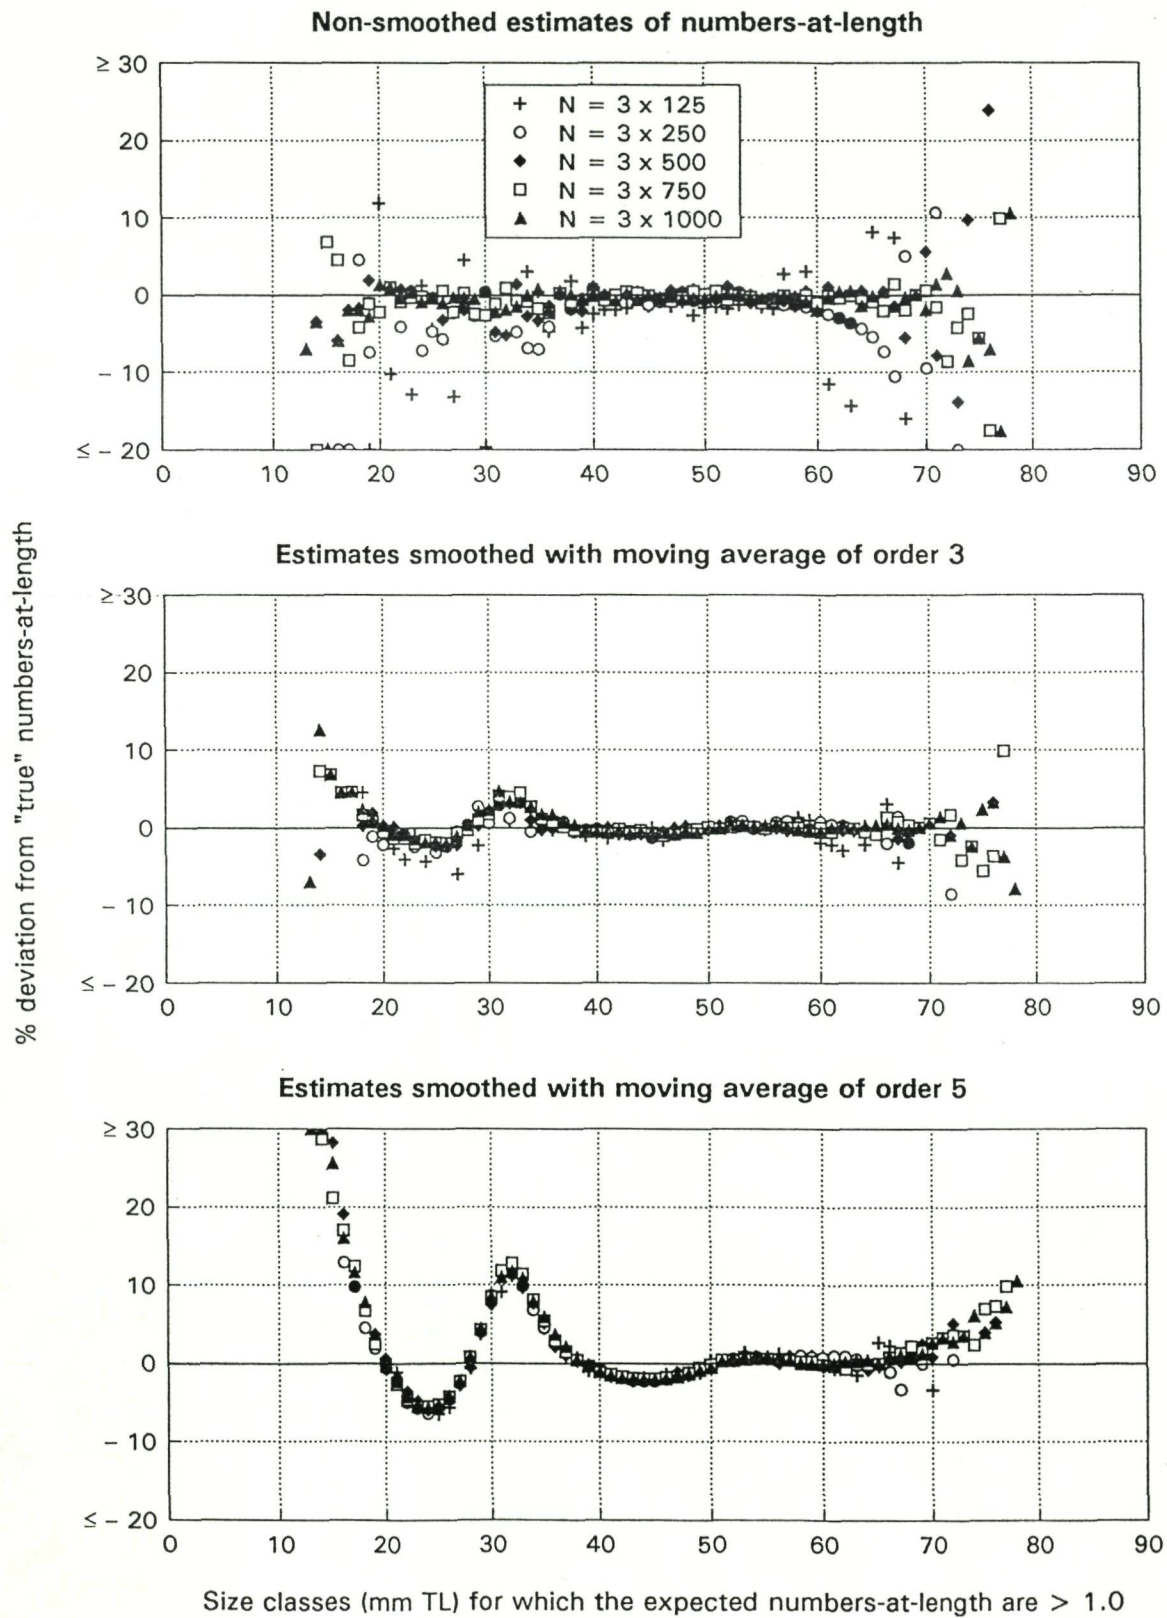 Non-smoothed estimates of numbers-at-length
≥ 30
20
10
0
− 10
≤ − 20
+ N = 3 x 125
○ N = 3 x 250
◆ N = 3 x 500
□ N = 3 x 750
▲ N = 3 x 1000
0 10 20 30 40 50 60 70 80 90
% deviation from "true" numbers-at-length
Estimates smoothed with moving average of order 3
≥ 30
20
10
0
− 10
≤ − 20
0 10 20 30 40 50 60 70 80 90
Estimates smoothed with moving average of order 5
≥ 30
20
10
0
− 10
≤ − 20
0 10 20 30 40 50 60 70 80 90
Size classes (mm TL) for which the expected numbers-at-length are > 1.0